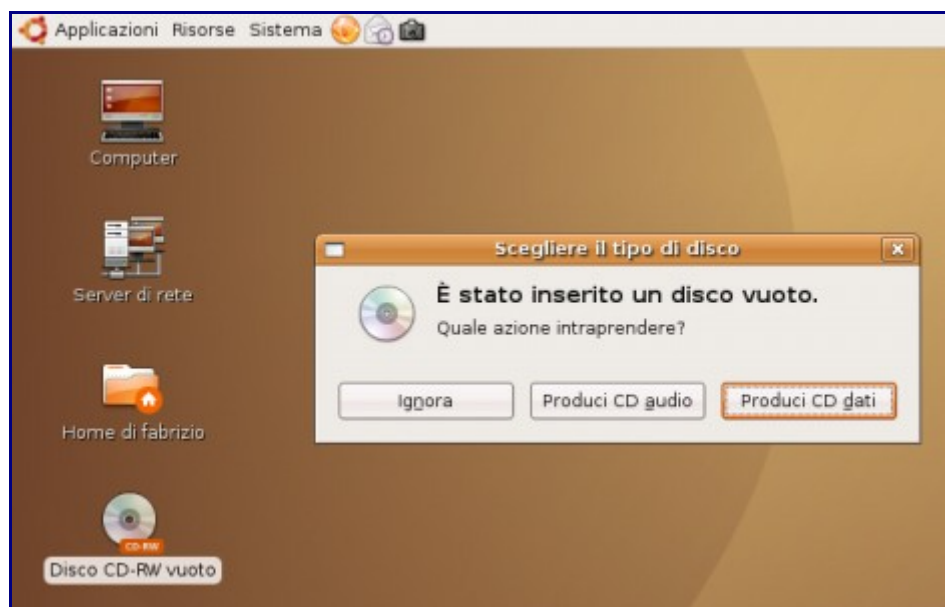 Applicazioni Risorse Sistema
Computer
Server di rete
Home di fabrizio
CD-RW
Disco CD-RW vuoto
Scegliere il tipo di disco
È stato inserito un disco vuoto.
Quale azione intraprendere?
Ignora Produci CD audio Produci CD dati